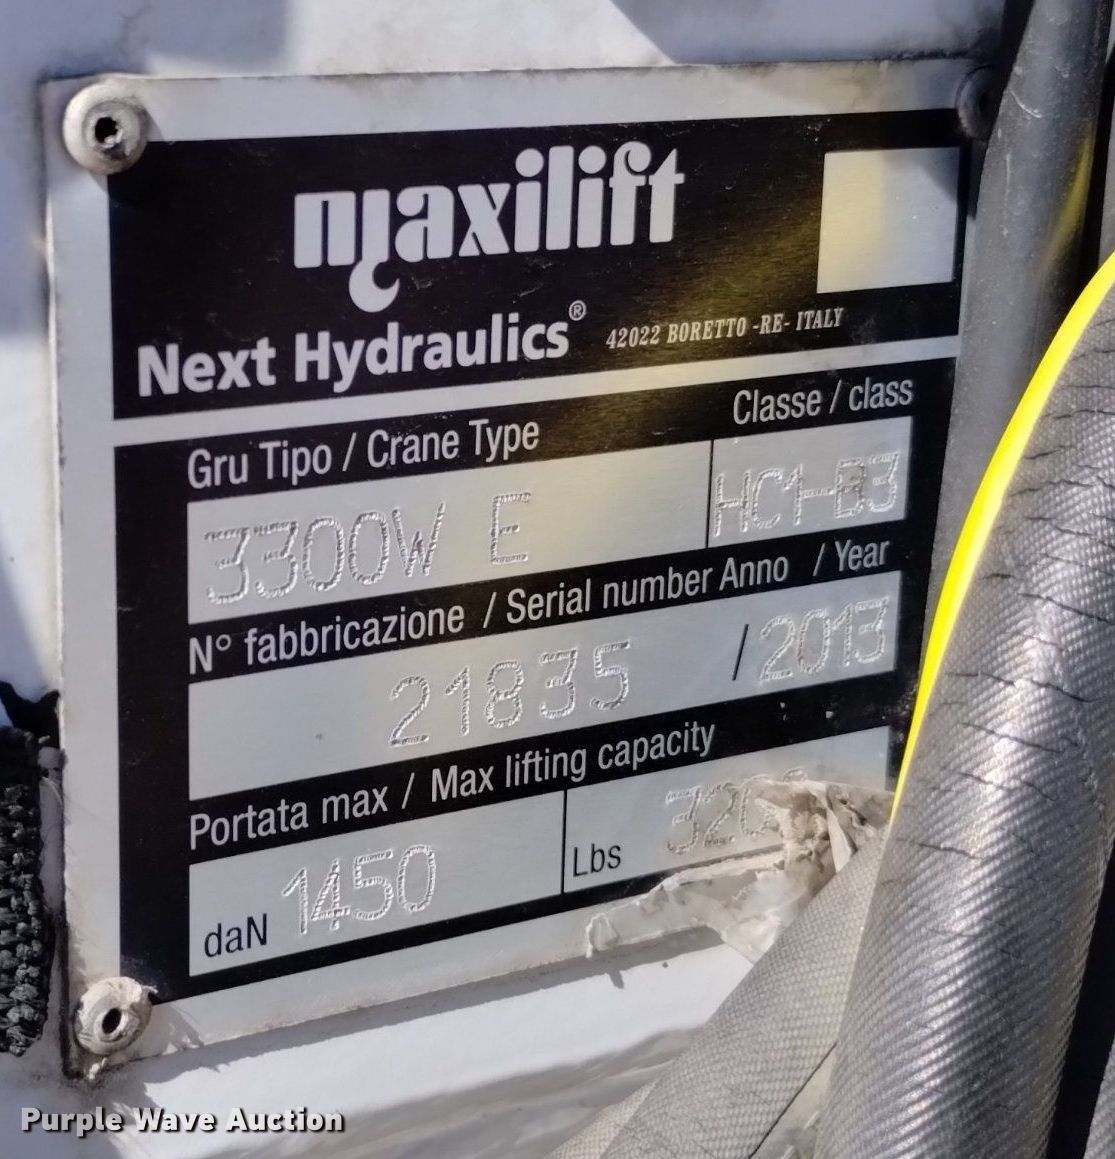 maxilift
Next Hydraulics®
42022 BORETTO -RE- ITALY
Gru Tipo / Crane Type
Classe / class
3300W E
HC1-B3
N° fabbricazione / Serial number Anno / Year
21835 / 2013
Portata max / Max lifting capacity
daN 1450
Lbs
Purple Wave Auction